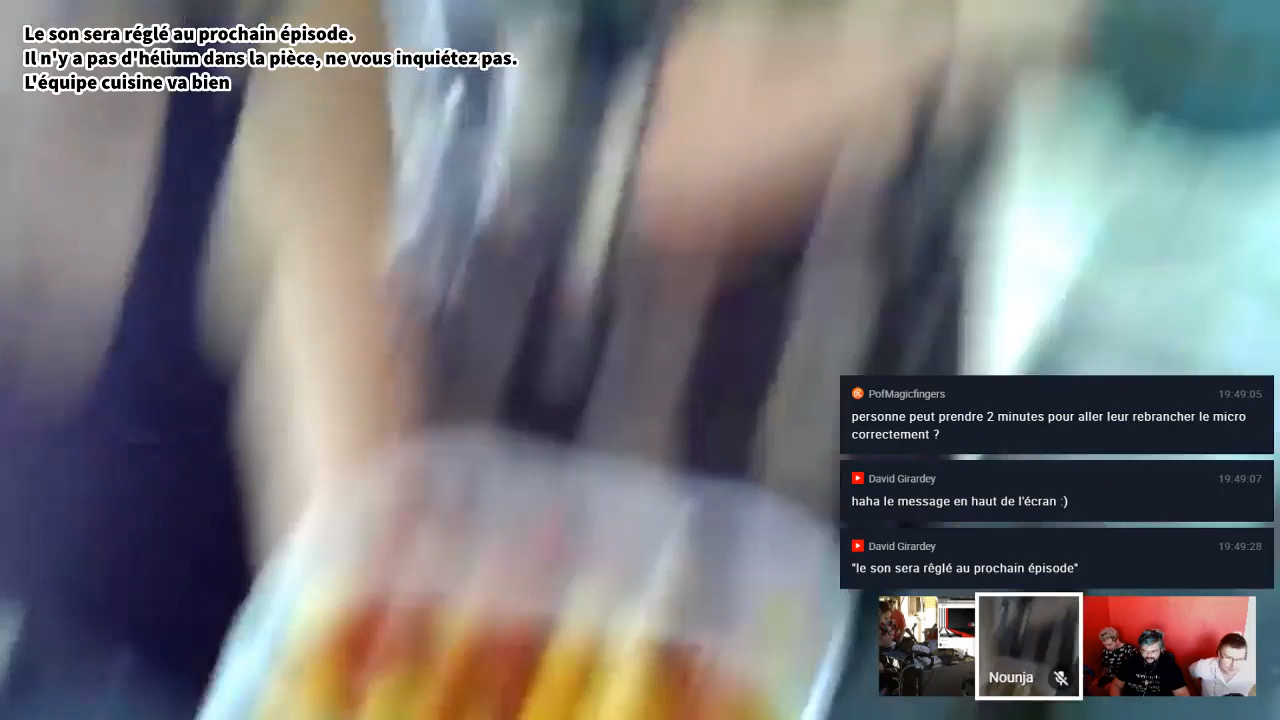 Le son sera réglé au prochain épisode.
Il n'y a pas d'hélium dans la pièce, ne vous inquiétez pas.
L'équipe cuisine va bien
PofMagicfingers 19:49:05
personne peut prendre 2 minutes pour aller leur rebrancher le micro
correctement ?
David Girardey 19:49:07
haha le message en haut de l'écran :)
David Girardey 19:49:28
"le son sera rêglé au prochain épisode"
Nounja